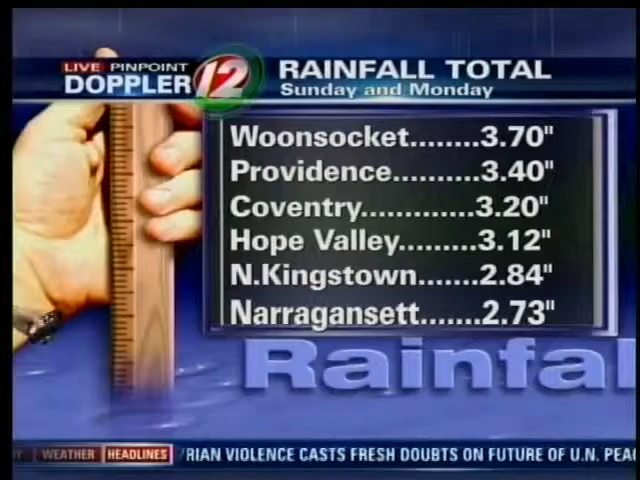 LIVE PINPOINT
DOPPLER 12
RAINFALL TOTAL
Sunday and Monday
Woonsocket........3.70"
Providence..........3.40"
Coventry.............3.20"
Hope Valley.........3.12"
N.Kingstown.......2.84"
Narragansett.......2.73"
Rainfal
WEATHER HEADLINES VIOLENCE CASTS FRESH DOUBTS ON FUTURE OF U.N.